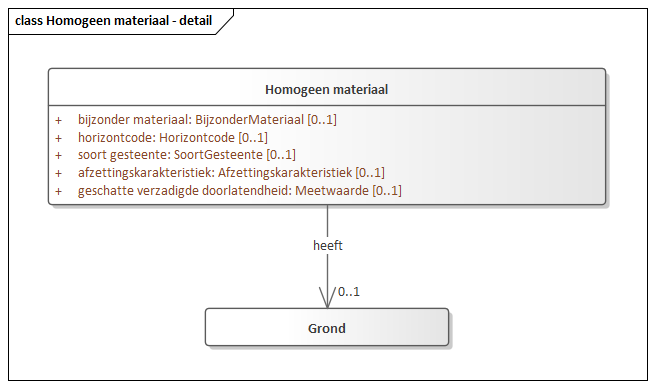 class Homogeen materiaal - detail
Homogeen materiaal
+ bijzonder materiaal: BijzonderMateriaal [0..1]
+ horizontcode: Horizontcode [0..1]
+ soort gesteente: SoortGesteente [0..1]
+ afzettingskarakteristiek: Afzettingskarakteristiek [0..1]
+ geschatte verzadigde doorlatendheid: Meetwaarde [0..1]
heeft
0..1
Grond